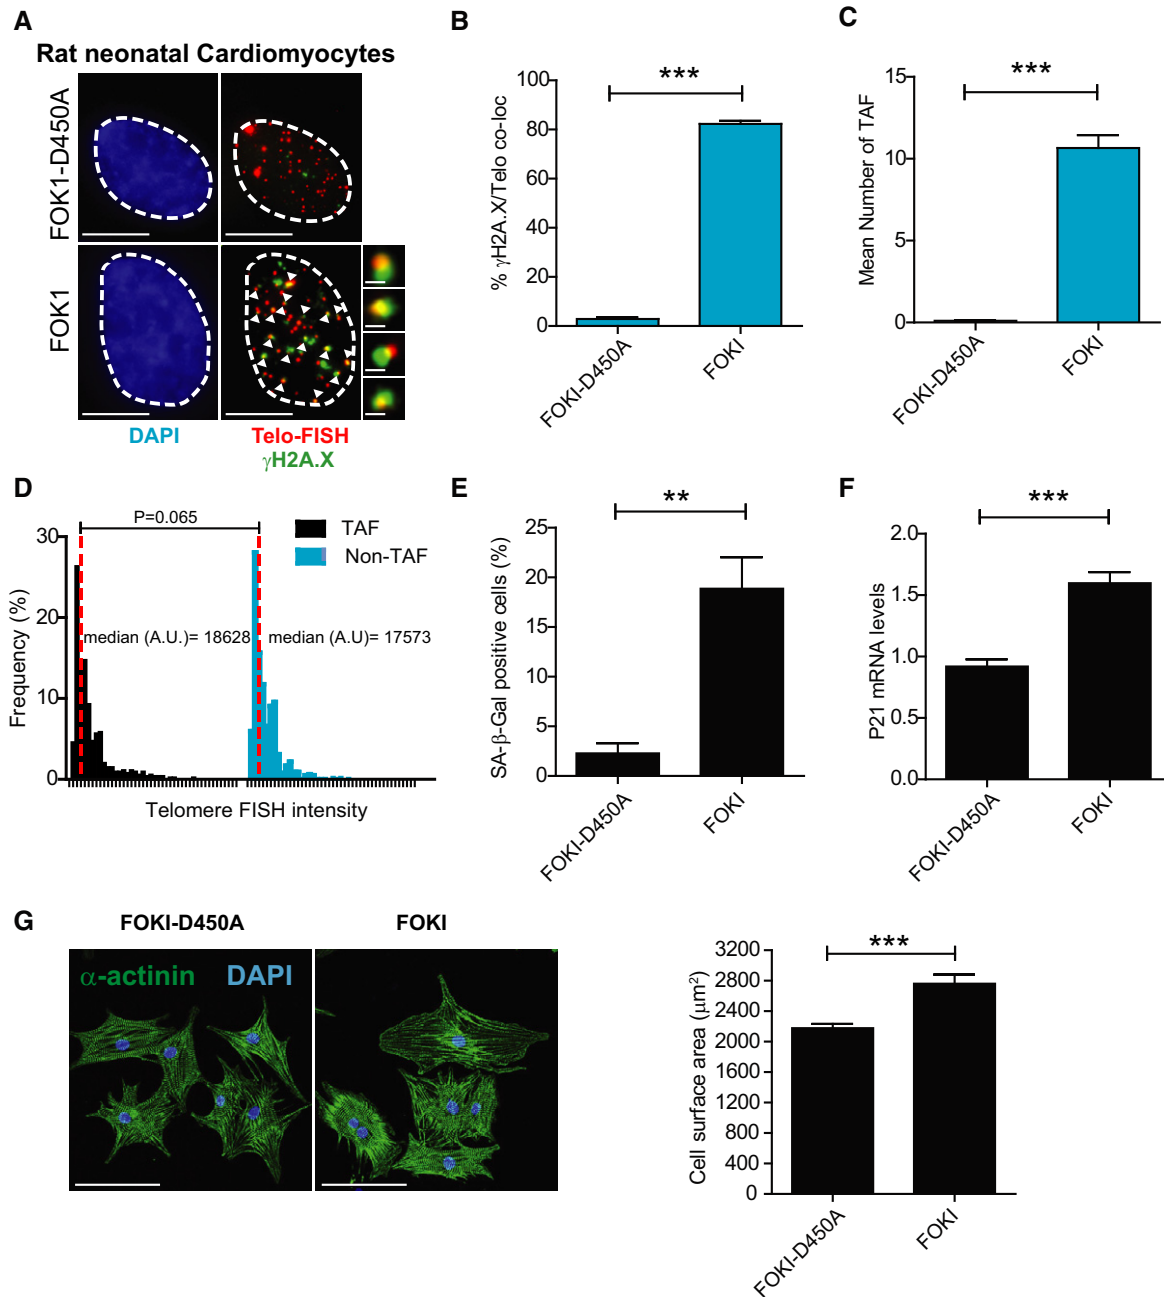 A
Rat neonatal Cardiomyocytes
FOK1-D450A
FOK1
DAPI
Telo-FISH
γH2A.X
B
% γH2A.X/Telo co-loc
100
80
60
40
20
0
***
FOKI-D450A
FOKI
C
Mean Number of TAF
15
10
5
0
***
FOKI-D450A
FOKI
D
P=0.065
TAF
Non-TAF
Frequency (%)
30
20
10
0
median (A.U.)= 18628
median (A.U)= 17573
Telomere FISH intensity
E
SA-β-Gal positive cells (%)
25
20
15
10
5
0
**
FOKI-D450A
FOKI
F
P21 mRNA levels
2.0
1.5
1.0
0.5
0.0
***
FOKI-D450A
FOKI
G
FOKI-D450A
FOKI
α-actinin
DAPI
Cell surface area (μm²)
3200
2800
2400
2000
1600
1200
800
400
0
***
FOKI-D450A
FOKI